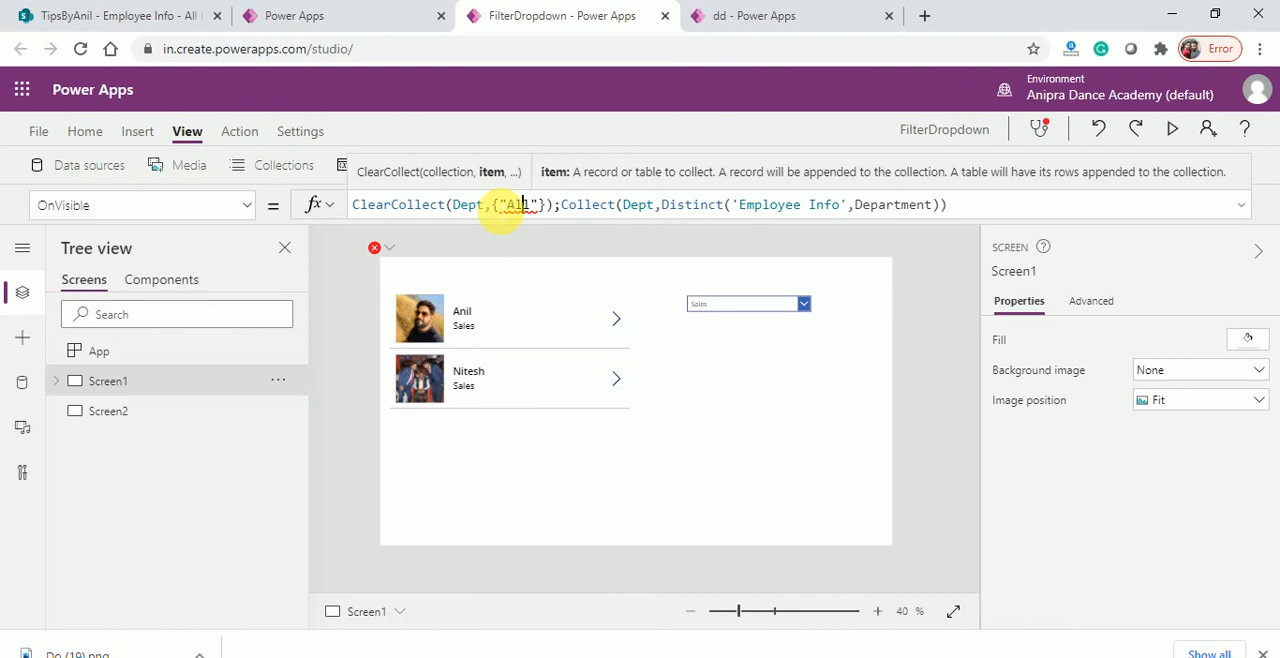 TipsByAnil - Employee Info - All
Power Apps
FilterDropdown - Power Apps
dd - Power Apps
in.create.powerapps.com/studio/
Error
Power Apps
Environment
Anipra Dance Academy (default)
File Home Insert View Action Settings
FilterDropdown
Data sources Media Collections
ClearCollect(collection, item, ...)
item: A record or table to collect. A record will be appended to the collection. A table will have its rows appended to the collection.
OnVisible
= fx
ClearCollect(Dept,{"All"});Collect(Dept,Distinct('Employee Info',Department))
Tree view
Screens Components
Search
App
Screen1 ...
Screen2
Anil
Sales
Nitesh
Sales
Sales
SCREEN ?
Screen1
Properties Advanced
Fill
Background image None
Image position Fit
Screen1
40 %
Do (19).png
Show all